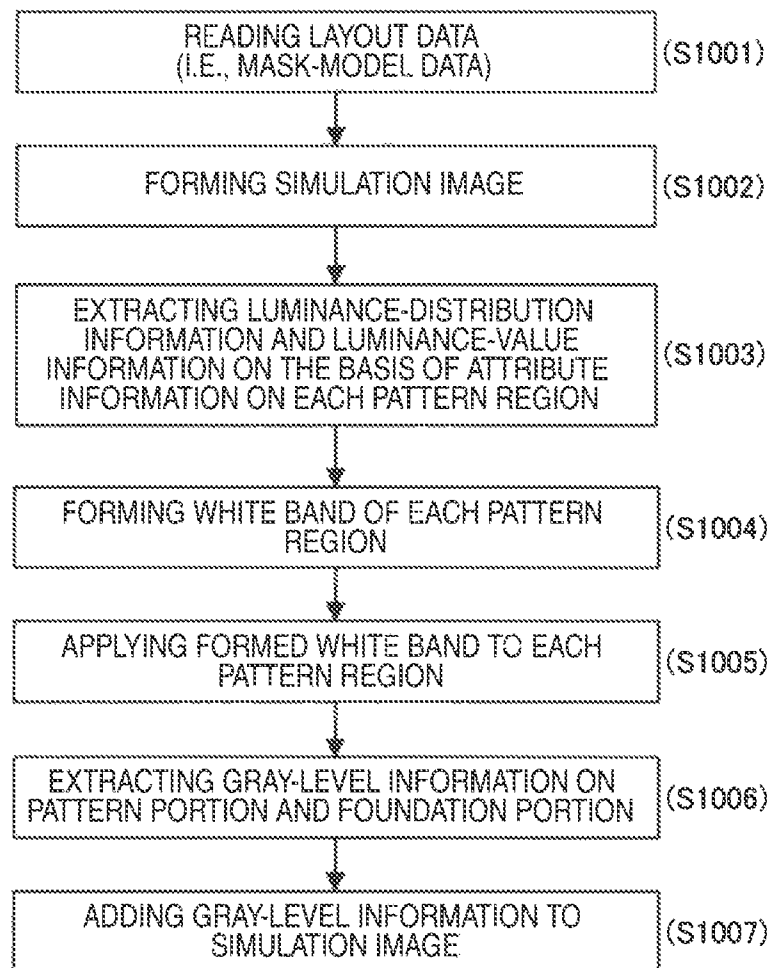 READING LAYOUT DATA
(I.E., MASK-MODEL DATA)
(S1001)
FORMING SIMULATION IMAGE
(S1002)
EXTRACTING LUMINANCE-DISTRIBUTION
INFORMATION AND LUMINANCE-VALUE
INFORMATION ON THE BASIS OF ATTRIBUTE
INFORMATION ON EACH PATTERN REGION
(S1003)
FORMING WHITE BAND OF EACH PATTERN
REGION
(S1004)
APPLYING FORMED WHITE BAND TO EACH
PATTERN REGION
(S1005)
EXTRACTING GRAY-LEVEL INFORMATION ON
PATTERN PORTION AND FOUNDATION PORTION
(S1006)
ADDING GRAY-LEVEL INFORMATION TO
SIMULATION IMAGE
(S1007)